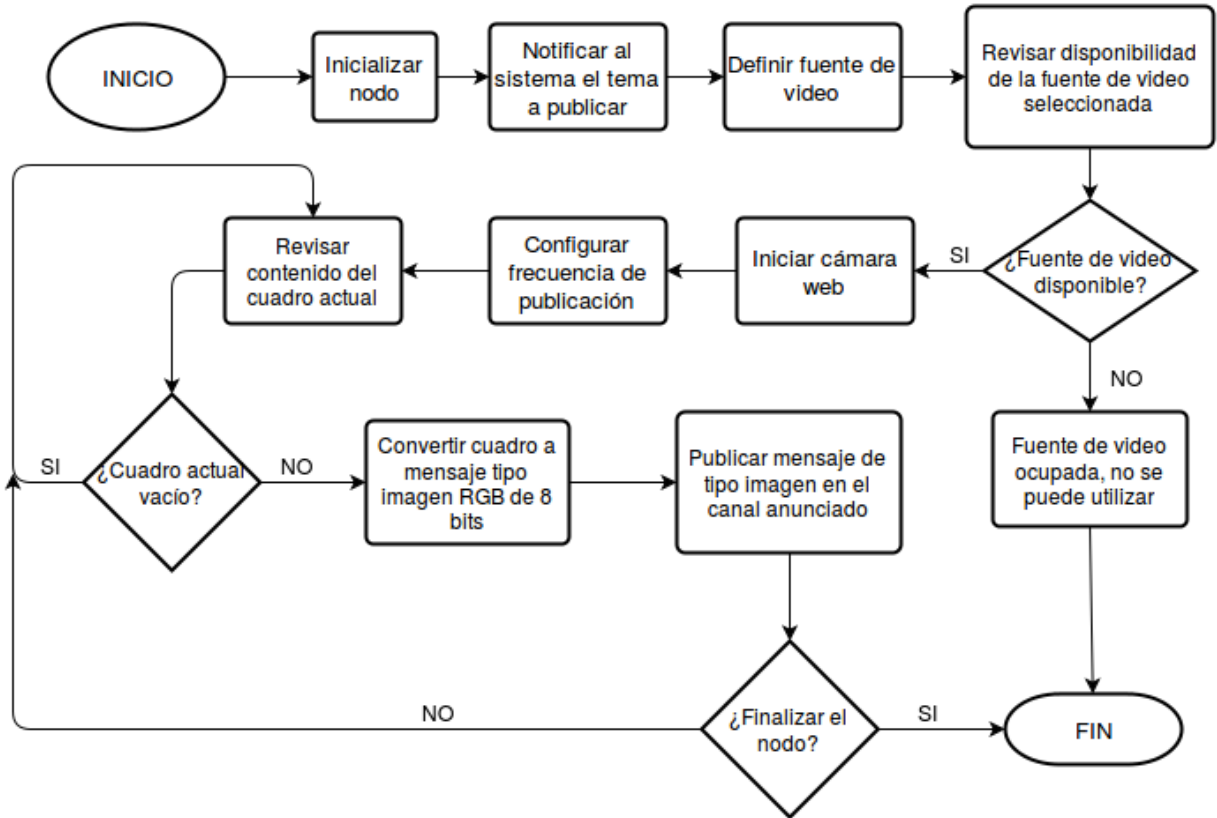 INICIO
Inicializar
nodo
Notificar al
sistema el tema
a publicar
Definir fuente de
video
Revisar disponibilidad
de la fuente de video
seleccionada
¿Fuente de video
disponible?
SI
Iniciar cámara
web
Configurar
frecuencia de
publicación
Revisar
contenido del
cuadro actual
NO
¿Cuadro actual
vacío?
SI
NO
Convertir cuadro a
mensaje tipo
imagen RGB de 8
bits
Publicar mensaje de
tipo imagen en el
canal anunciado
Fuente de video
ocupada, no se
puede utilizar
¿Finalizar el
nodo?
NO
SI
FIN